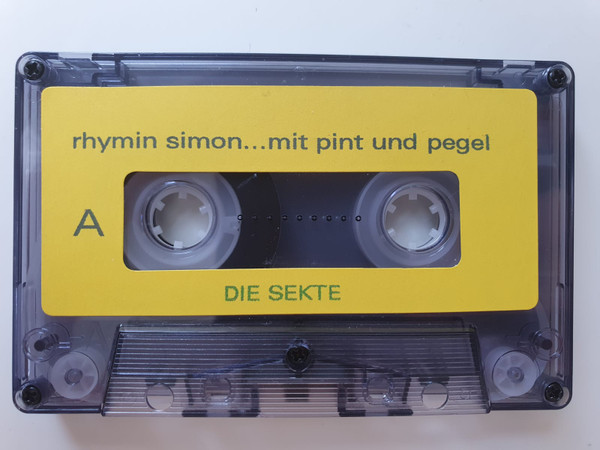 rhymin simon...mit pint und pegel
A
DIE SEKTE